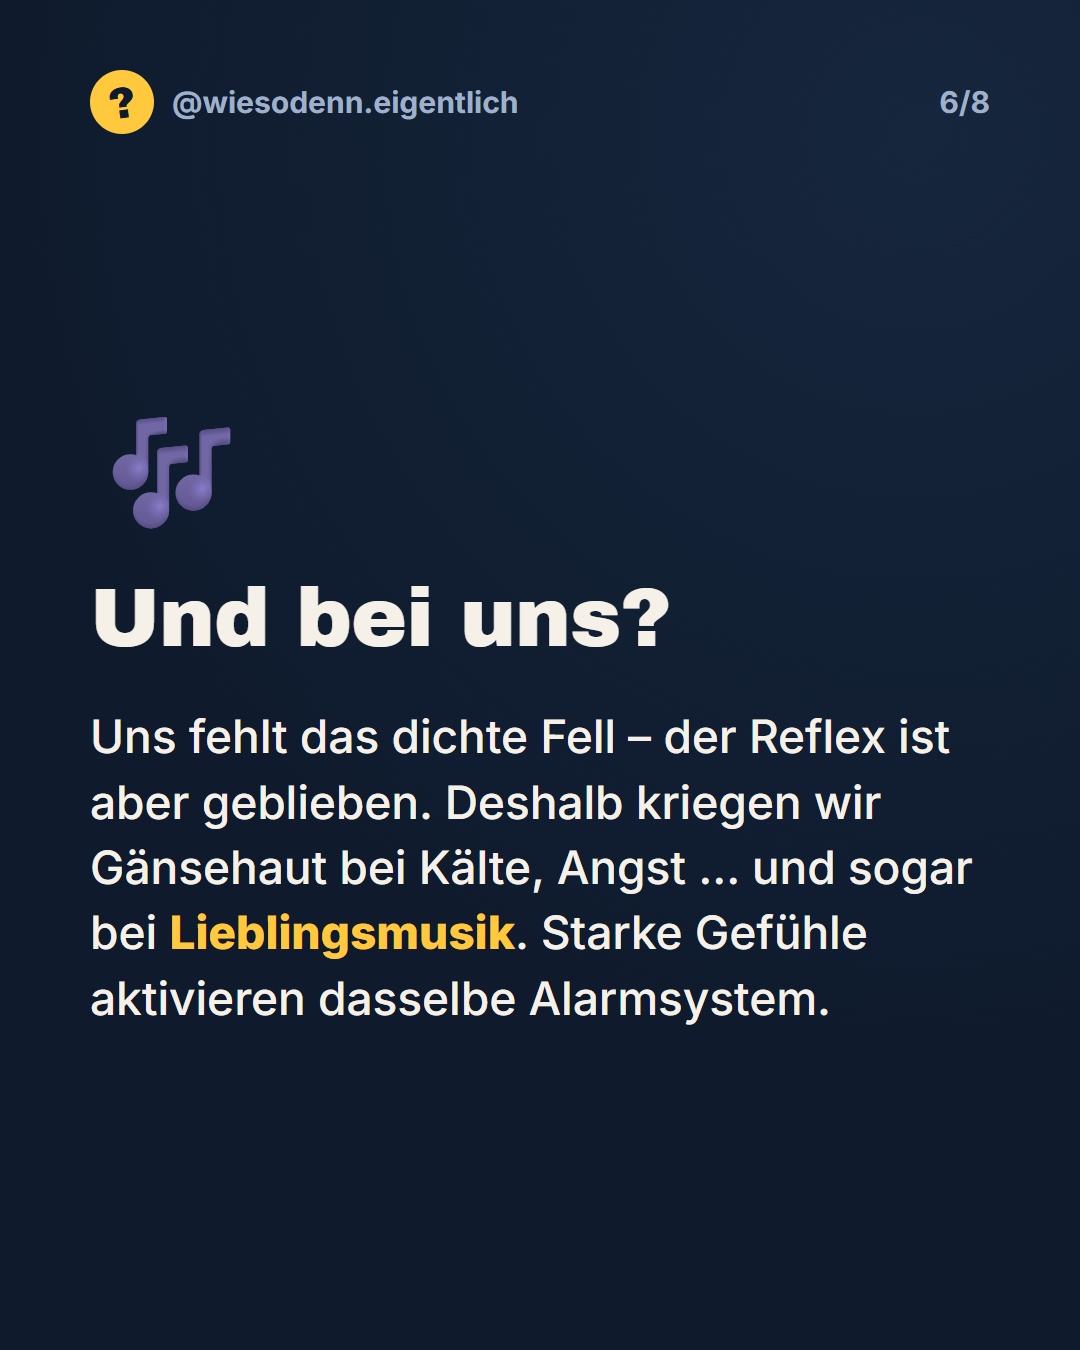 ?
@wiesodenn.eigentlich
6/8
Und bei uns?
Uns fehlt das dichte Fell – der Reflex ist
aber geblieben. Deshalb kriegen wir
Gänsehaut bei Kälte, Angst … und sogar
bei Lieblingsmusik. Starke Gefühle
aktivieren dasselbe Alarmsystem.